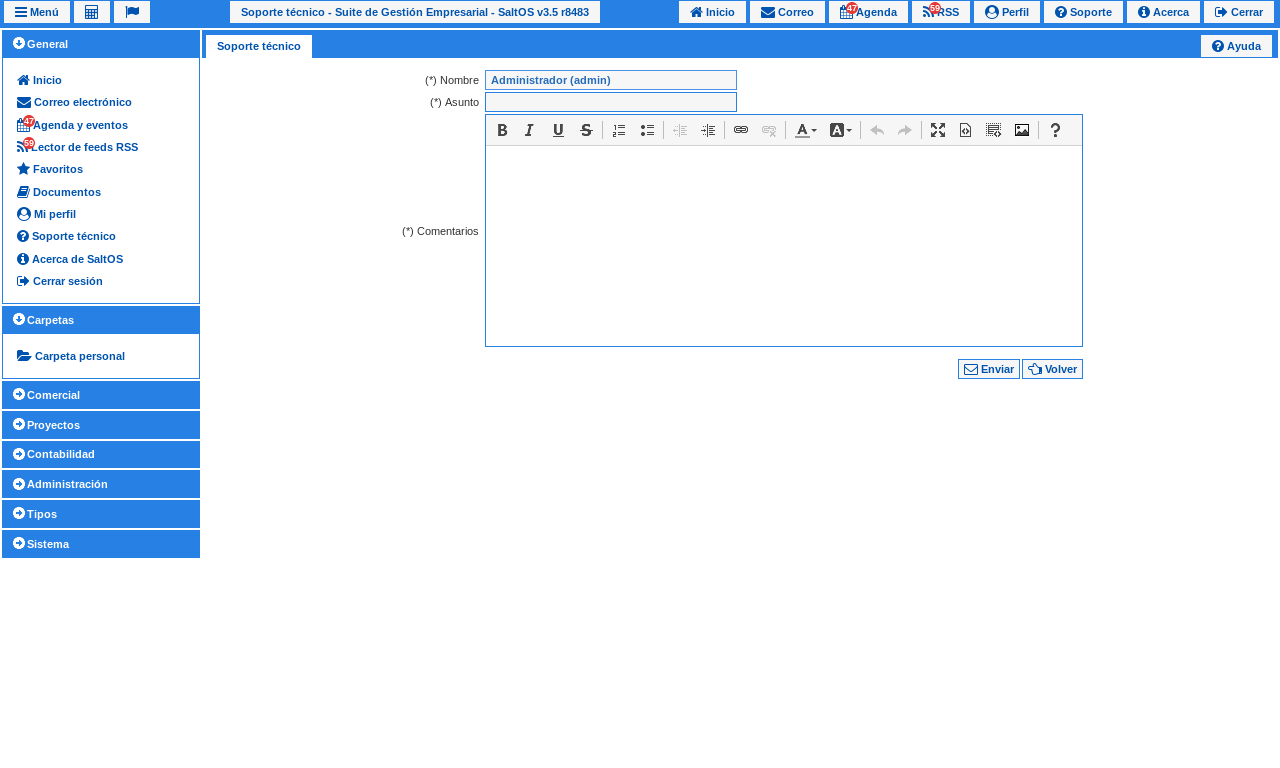 Menú
Soporte técnico - Suite de Gestión Empresarial - SaltOS v3.5 r8483
Inicio
Correo
47 Agenda
59 RSS
Perfil
Soporte
Acerca
Cerrar
General
Inicio
Correo electrónico
47 Agenda y eventos
59 Lector de feeds RSS
Favoritos
Documentos
Mi perfil
Soporte técnico
Acerca de SaltOS
Cerrar sesión
Carpetas
Carpeta personal
Comercial
Proyectos
Contabilidad
Administración
Tipos
Sistema
Soporte técnico
Ayuda
(*) Nombre Administrador (admin)
(*) Asunto
B I U S A A ?
(*) Comentarios
Enviar Volver